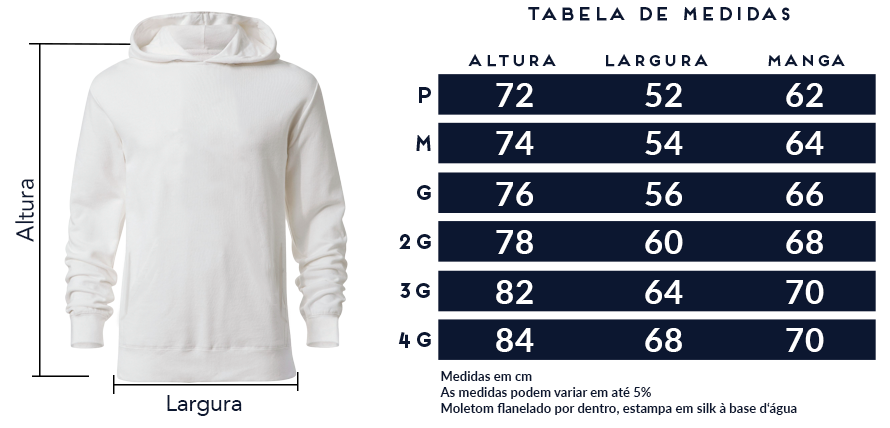 TABELA DE MEDIDAS
ALTURA LARGURA MANGA
P 72 52 62
M 74 54 64
G 76 56 66
2G 78 60 68
3G 82 64 70
4G 84 68 70
Medidas em cm
As medidas podem variar em até 5%
Moletom flanelado por dentro, estampa em silk à base d'água
Altura
Largura